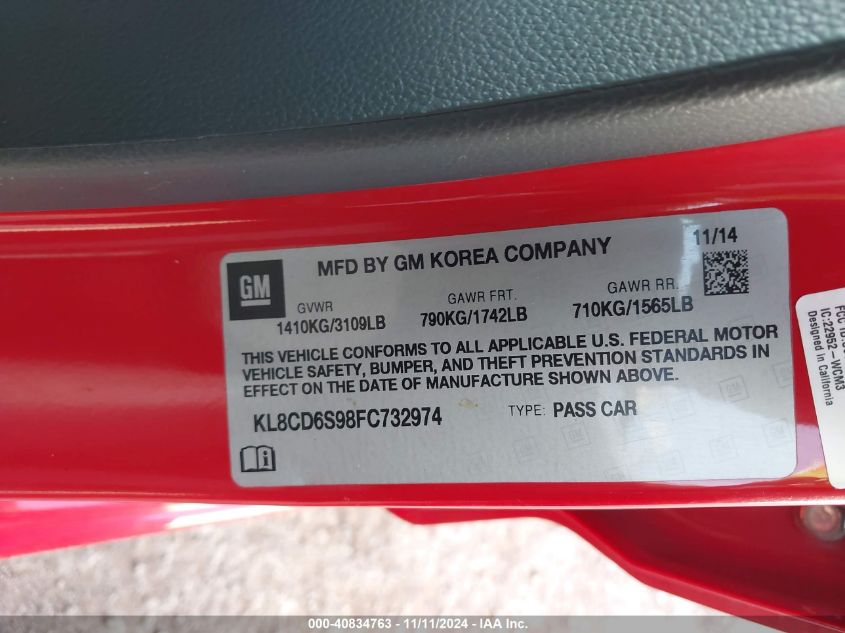 MFD BY GM KOREA COMPANY
11/14
GM
GVWR
1410KG/3109LB
GAWR FRT.
790KG/1742LB
GAWR RR.
710KG/1565LB
THIS VEHICLE CONFORMS TO ALL APPLICABLE U.S. FEDERAL MOTOR
VEHICLE SAFETY, BUMPER, AND THEFT PREVENTION STANDARDS IN
EFFECT ON THE DATE OF MANUFACTURE SHOWN ABOVE.
KL8CD6S98FC732974
TYPE: PASS CAR
FCC ID:
IC:22952-WCM3
Designed in California
000-40834763 - 11/11/2024 - IAA Inc.